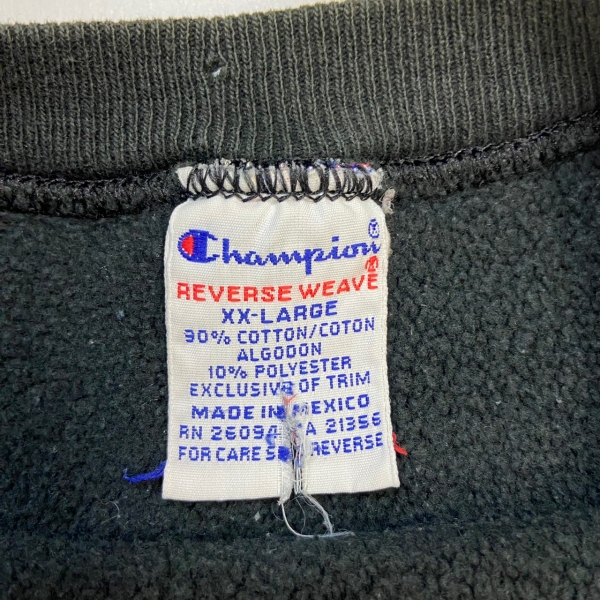 Champion®
REVERSE WEAVE®
XX-LARGE
90% COTTON/COTON
ALGODON
10% POLYESTER
EXCLUSIVE OF TRIM
MADE IN MEXICO
RN 26094 A 21356
FOR CARE REVERSE